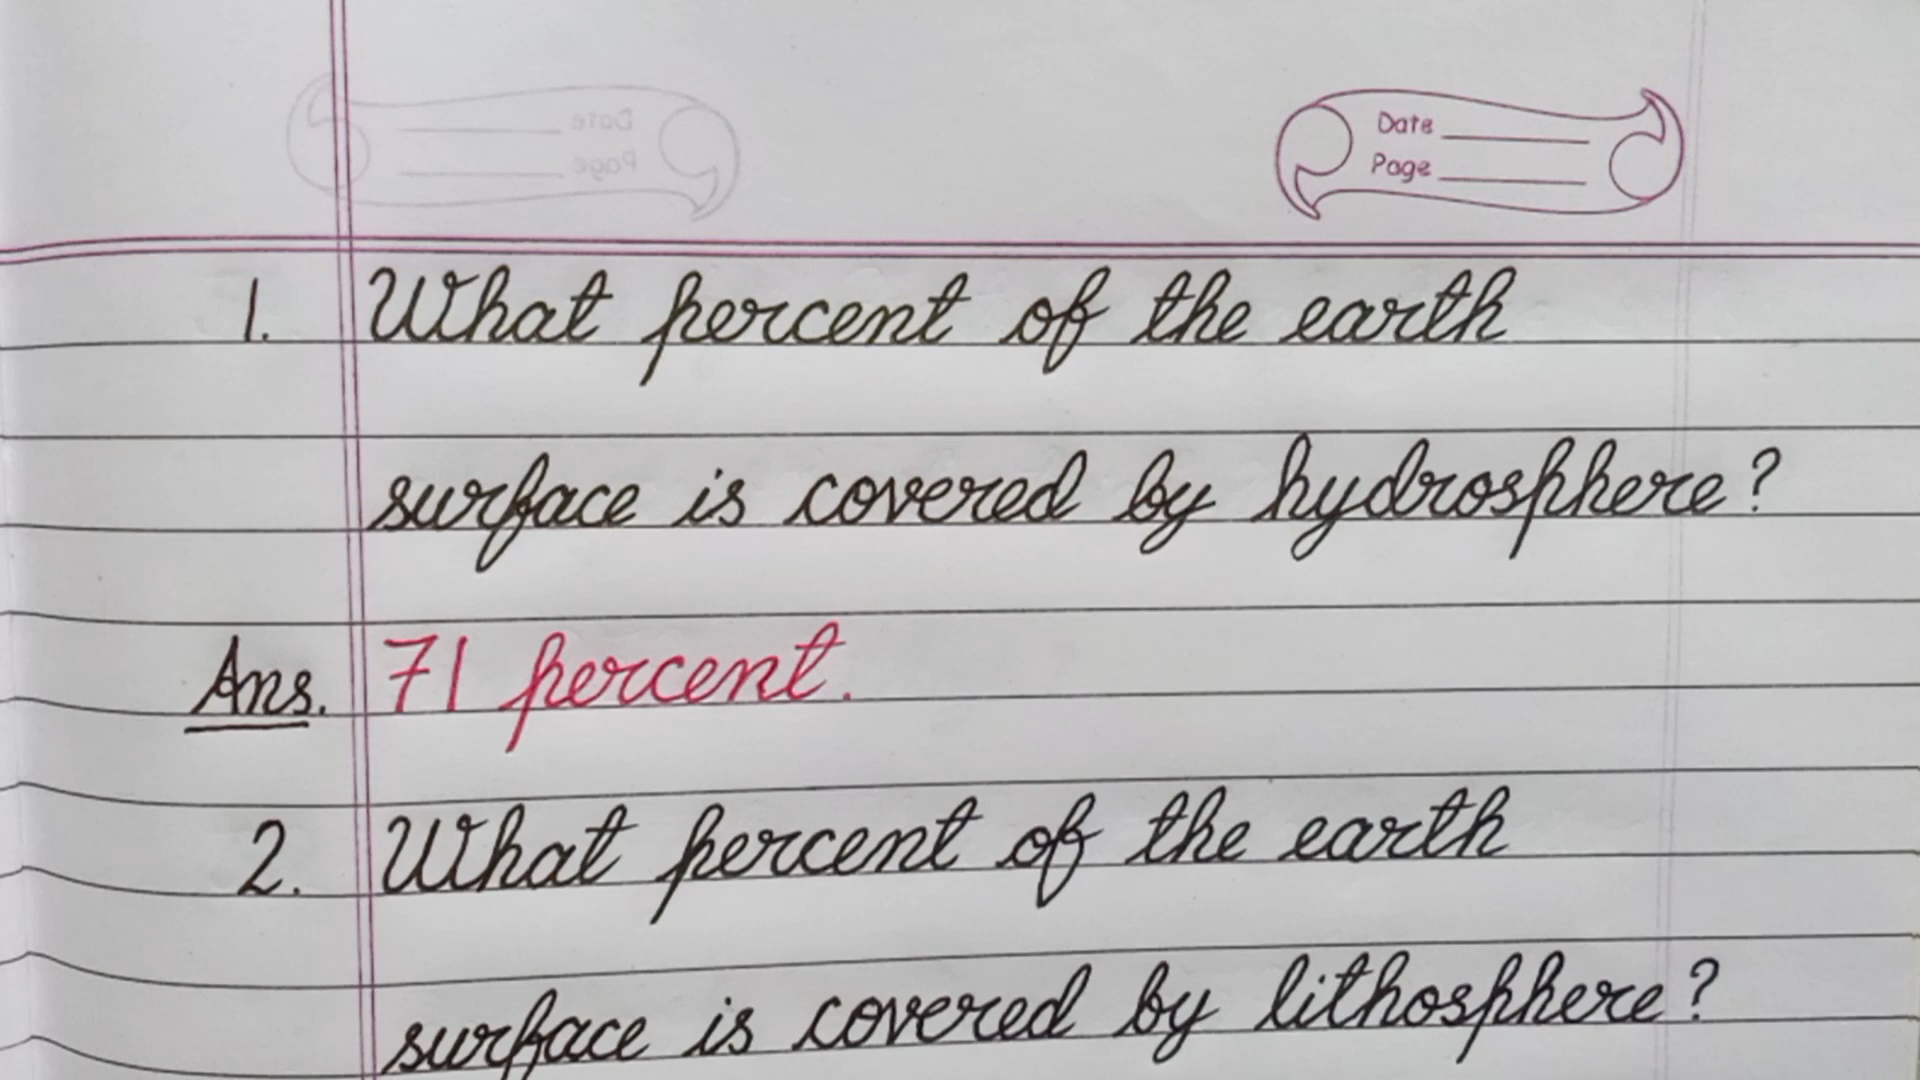 Date
Page
1. What percent of the earth
surface is covered by hydrosphere?
Ans. 71 percent.
2. What percent of the earth
surface is covered by lithosphere?